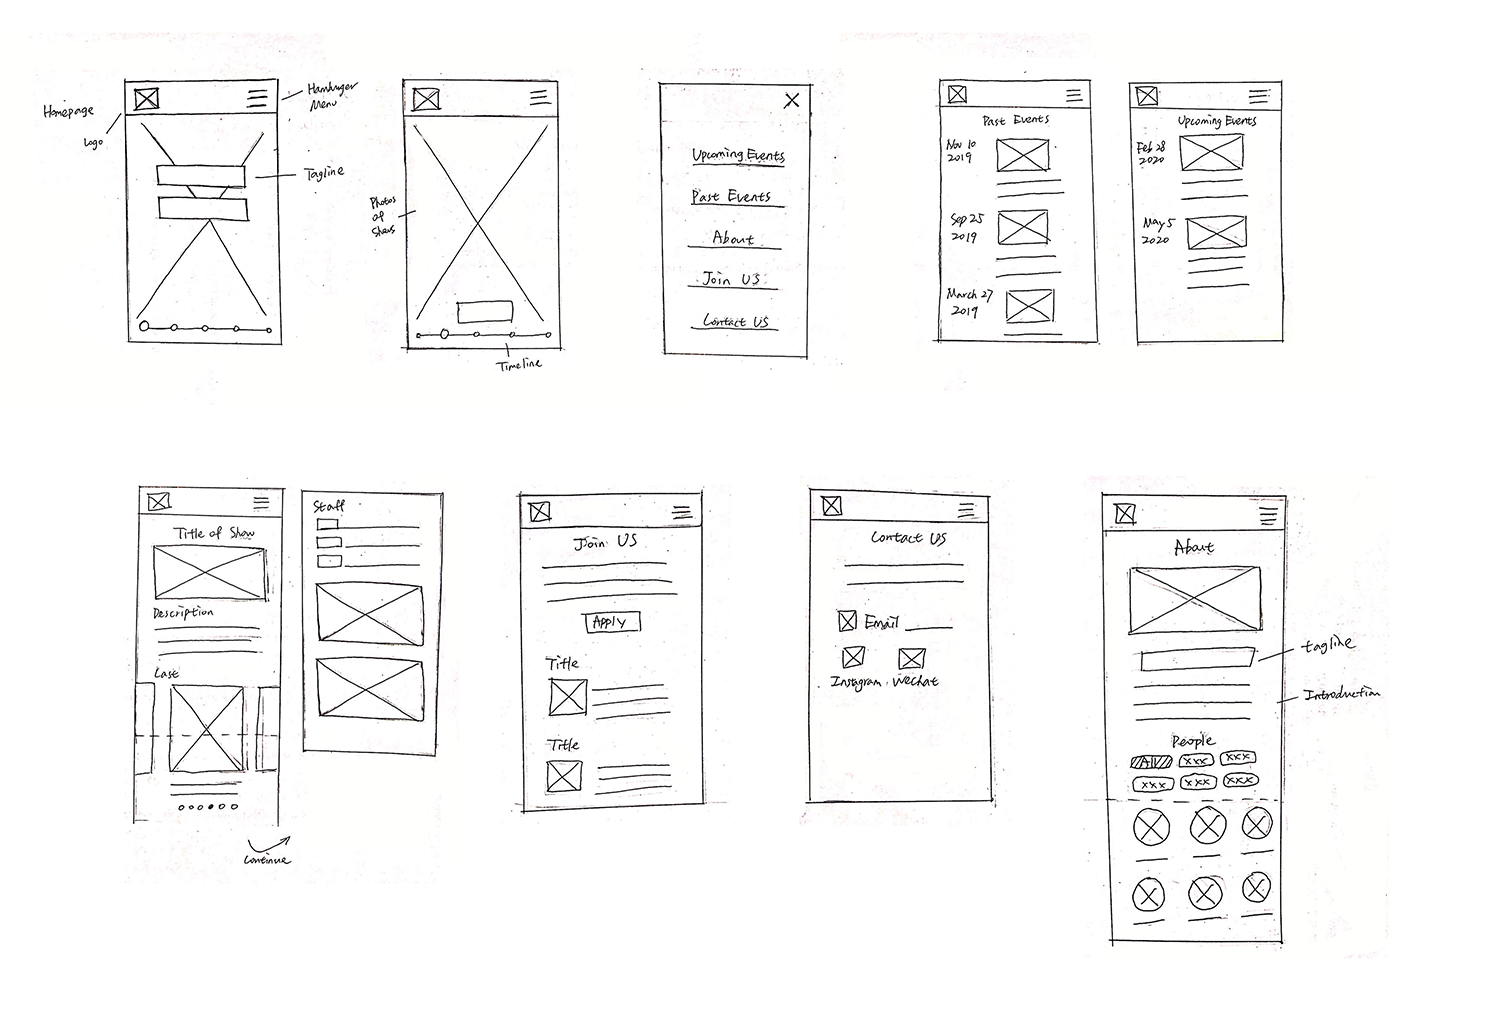 Homepage
Logo
Hamburger
Menu
Tagline
Photos
of
Shows
Timeline
Upcoming Events
Past Events
About
Join US
Contact US
Past Events
Nov 10
2019
Sep 25
2019
March 27
2019
Upcoming Events
Feb 28
2020
May 5
2020
Title of Show
Description
Last
Continue
Staff
Join US
Apply
Title
Title
Contact US
Email
Instagram. Wechat
About
tagline
Introduction
People
All xxx xxx
xxx xxx xxx